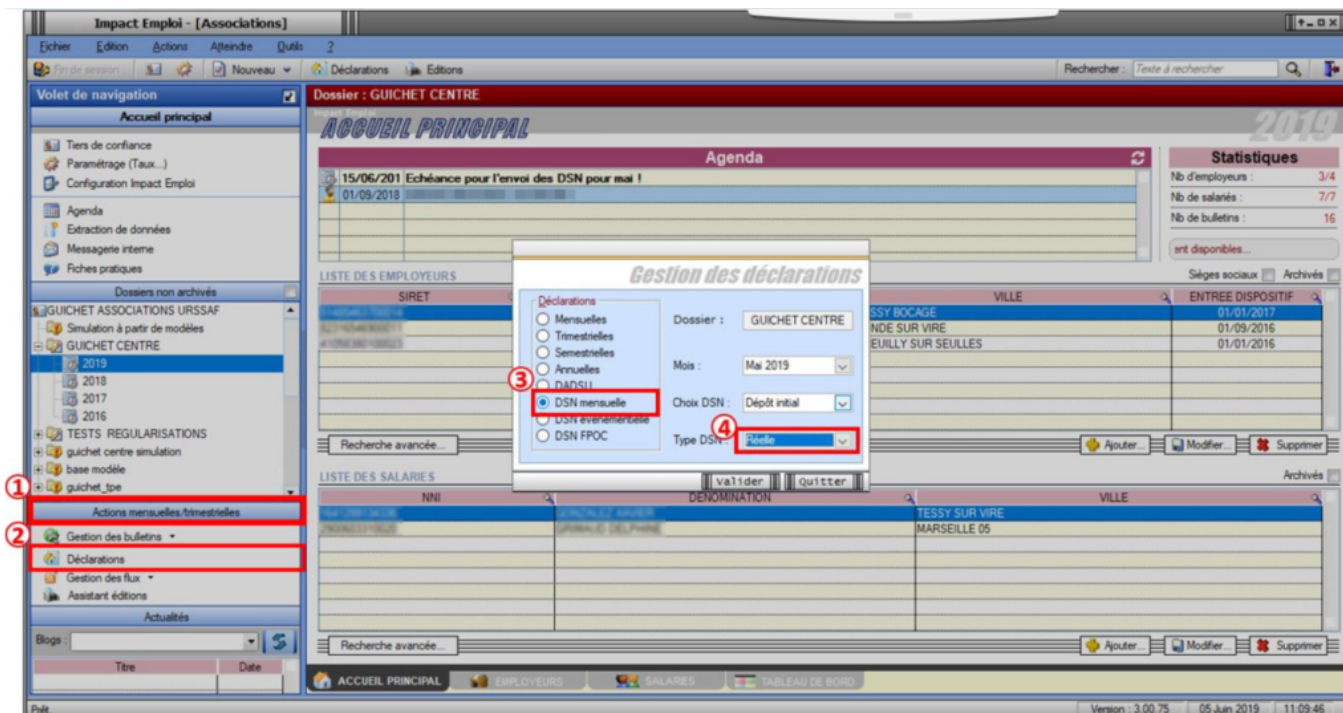 Impact Emploi - [Associations]
Fichier Edition Actions Atteindre Outils ?
Fin de session Nouveau Déclarations Editions Rechercher : Texte à rechercher
Volet de navigation
Dossier : GUICHET CENTRE
Accueil principal
ACCUEIL PRINCIPAL
2019
Tiers de confiance
Paramétrage (Taux...)
Configuration Impact Emploi
Agenda
Extraction de données
Messagerie interne
Fiches pratiques
Agenda
15/06/201 Echéance pour l'envoi des DSN pour mai !
01/09/2018
Statistiques
Nb d'employeurs : 3/4
Nb de salariés : 7/7
Nb de bulletins : 16
ent disponibles...
Dossiers non archivés
GUICHET ASSOCIATIONS URSSAF
Simulation à partir de modèles
GUICHET CENTRE
2019
2018
2017
2016
TESTS REGULARISATIONS
guichet centre simulation
base modèle
guichet_tpe
LISTE DES EMPLOYEURS
Sièges sociaux Archivés
SIRET VILLE ENTREE DISPOSITIF
SSY BOCAGE 01/01/2017
NDE SUR VIRE 01/09/2016
EUILLY SUR SEULLES 01/01/2016
Gestion des déclarations
Déclarations
Mensuelles
Trimestrielles
Semestrielles
Annuelles
DADSU
③ DSN mensuelle
DSN évènementielle
DSN FPOC
Dossier : GUICHET CENTRE
Mois : Mai 2019
Choix DSN : Dépôt initial
④
Type DSN : Réelle
Valider Quitter
Recherche avancée... Ajouter... Modifier... Supprimer
LISTE DES SALARIES
Archivés
NNI DENOMINATION VILLE
TESSY SUR VIRE
MARSEILLE 05
① Actions mensuelles/trimestrielles
② Gestion des bulletins
Déclarations
Gestion des flux
Assistant éditions
Actualités
Blogs :
Titre Date
Recherche avancée... Ajouter... Modifier... Supprimer
ACCUEIL PRINCIPAL EMPLOYEURS SALARIES TABLEAU DE BORD
Prêt Version : 3.00.75 05 Juin 2019 11:09:46